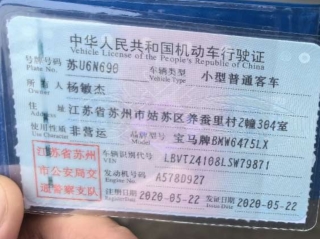 中华人民共和国机动车行驶证
Vehicle License of the People's Republic of China
号牌号码 苏U6N690 车辆类型 小型普通客车
Plate No. Vehicle Type
所有人 杨敏杰
Owner
住址 江苏省苏州市姑苏区养蚕里村2幢304室
Address
使用性质 非营运 品牌型号 宝马牌BMW6475LX
Use Character Model
江苏省苏州市公安局交通警察支队
车辆识别代号 LBVTZ4108LSW79871
VIN
发动机号码 A578D927
Engine No.
注册日期 2020-05-22 发证日期 2020-05-22